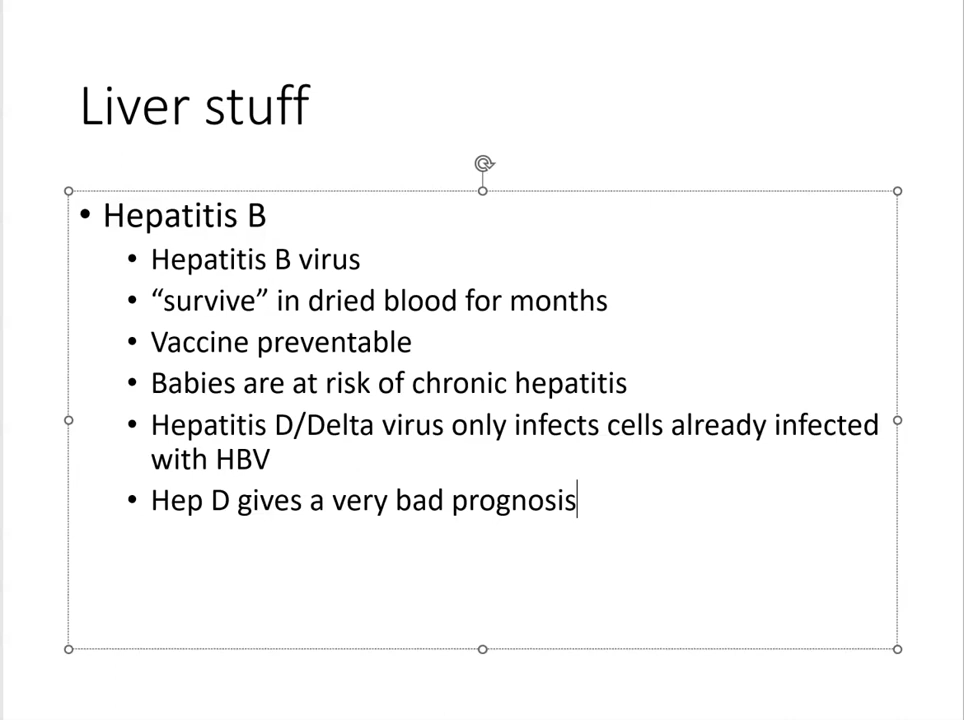 Liver stuff
• Hepatitis B
• Hepatitis B virus
• “survive” in dried blood for months
• Vaccine preventable
• Babies are at risk of chronic hepatitis
• Hepatitis D/Delta virus only infects cells already infected
with HBV
• Hep D gives a very bad prognosis